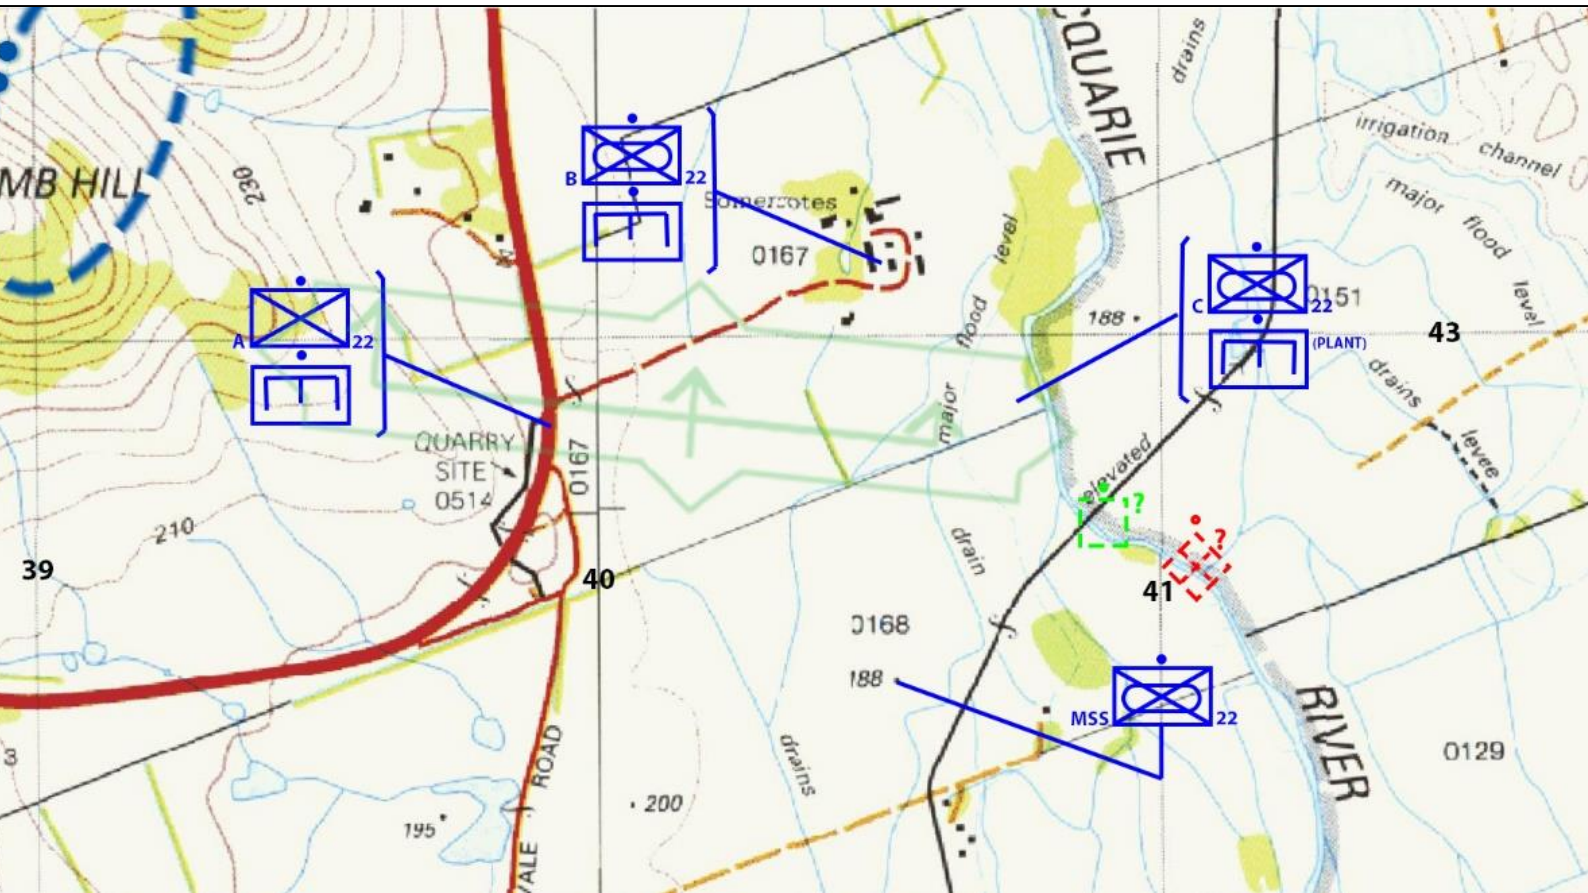 CQUARIE
drains
irrigation channel
major flood
level
MB HILL
230
B 22
Somercotes
0167
level
flood
188
C 22
0151
(PLANT)
43
drains
levee
A 22
QUARRY
SITE
0514
0167
major
elevated
?
?
210
39
40
drain
41
0168
188
MSS 22
RIVER
0129
ROAD
drains
200
195
VALE
3